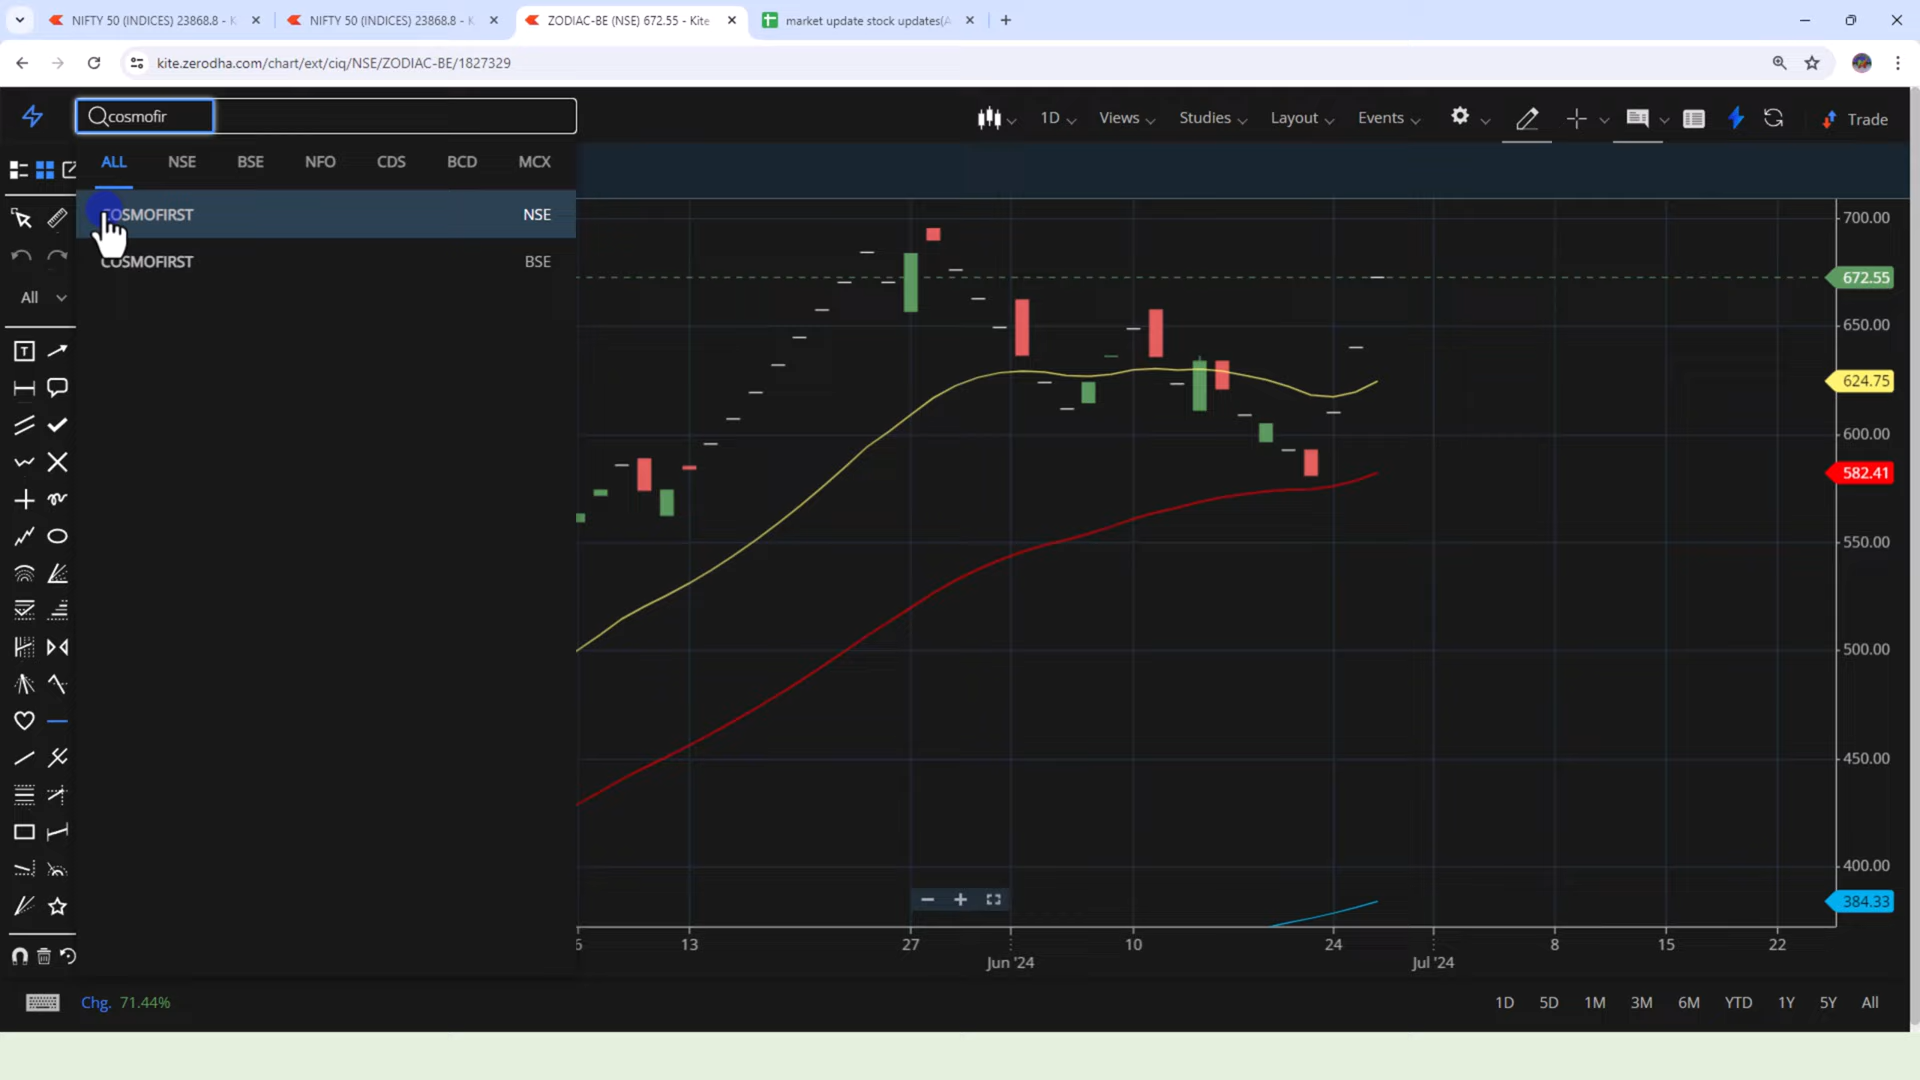 NIFTY 50 (INDICES) 23868.8 - K
NIFTY 50 (INDICES) 23868.8 - K
ZODIAC-BE (NSE) 672.55 - Kite
market update stock updates(A
kite.zerodha.com/chart/ext/ciq/NSE/ZODIAC-BE/1827329
cosmofir
1D
Views
Studies
Layout
Events
Trade
ALL
NSE
BSE
NFO
CDS
BCD
MCX
COSMOFIRST
NSE
COSMOFIRST
BSE
All
T
700.00
672.55
650.00
624.75
600.00
582.41
550.00
500.00
450.00
400.00
384.33
6
13
27
10
24
8
15
22
Jun '24
Jul '24
Chg. 71.44%
1D
5D
1M
3M
6M
YTD
1Y
5Y
All